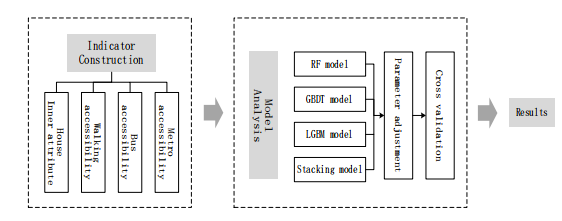 Indicator
Construction
House
Inner attribute
Walking
accessibility
Bus
accessibility
Metro
accessibility
Model
Analysis
RF model
GBDT model
LGBM model
Stacking model
Parameter adjustment
Cross validation
Results